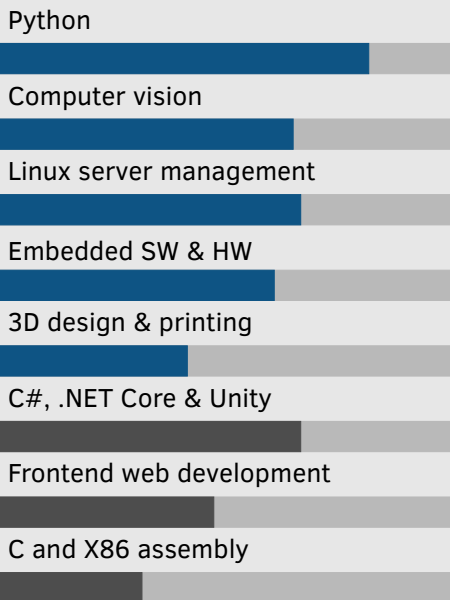 Python
Computer vision
Linux server management
Embedded SW & HW
3D design & printing
C#, .NET Core & Unity
Frontend web development
C and X86 assembly